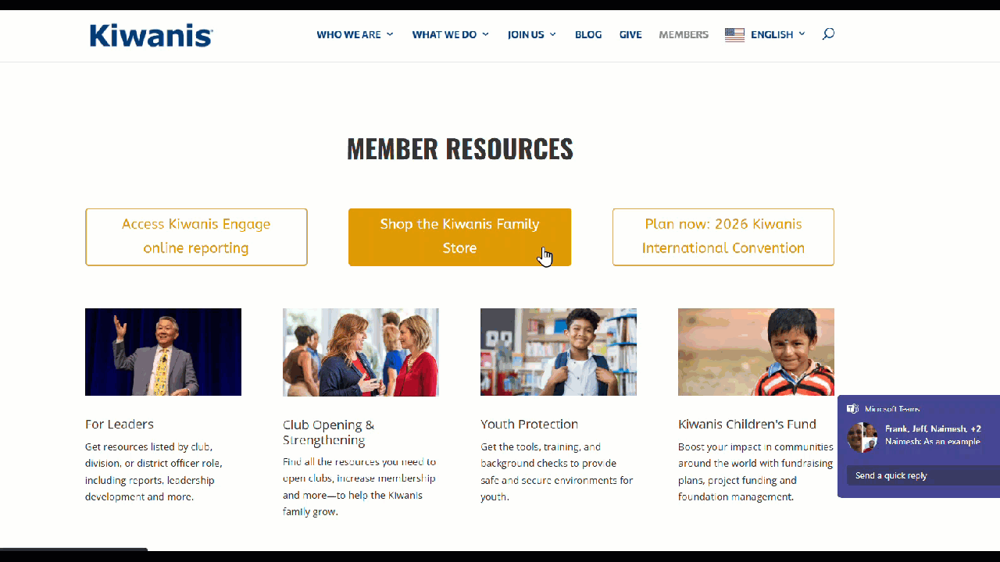 Kiwanis
WHO WE ARE
WHAT WE DO
JOIN US
BLOG
GIVE
MEMBERS
ENGLISH
MEMBER RESOURCES
Access Kiwanis Engage
online reporting
Shop the Kiwanis Family
Store
Plan now: 2026 Kiwanis
International Convention
For Leaders
Get resources listed by club,
division, or district officer role,
including reports, leadership
development and more.
Club Opening &
Strengthening
Find all the resources you need to
open clubs, increase membership
and more—to help the Kiwanis
family grow.
Youth Protection
Get the tools, training, and
background checks to provide
safe and secure environments for
youth.
Kiwanis Children's Fund
Boost your impact in communities
around the world with fundraising
plans, project funding and
foundation management.
Microsoft Teams
Frank, Jeff, Naimesh, +2
Naimesh: As an example
Send a quick reply